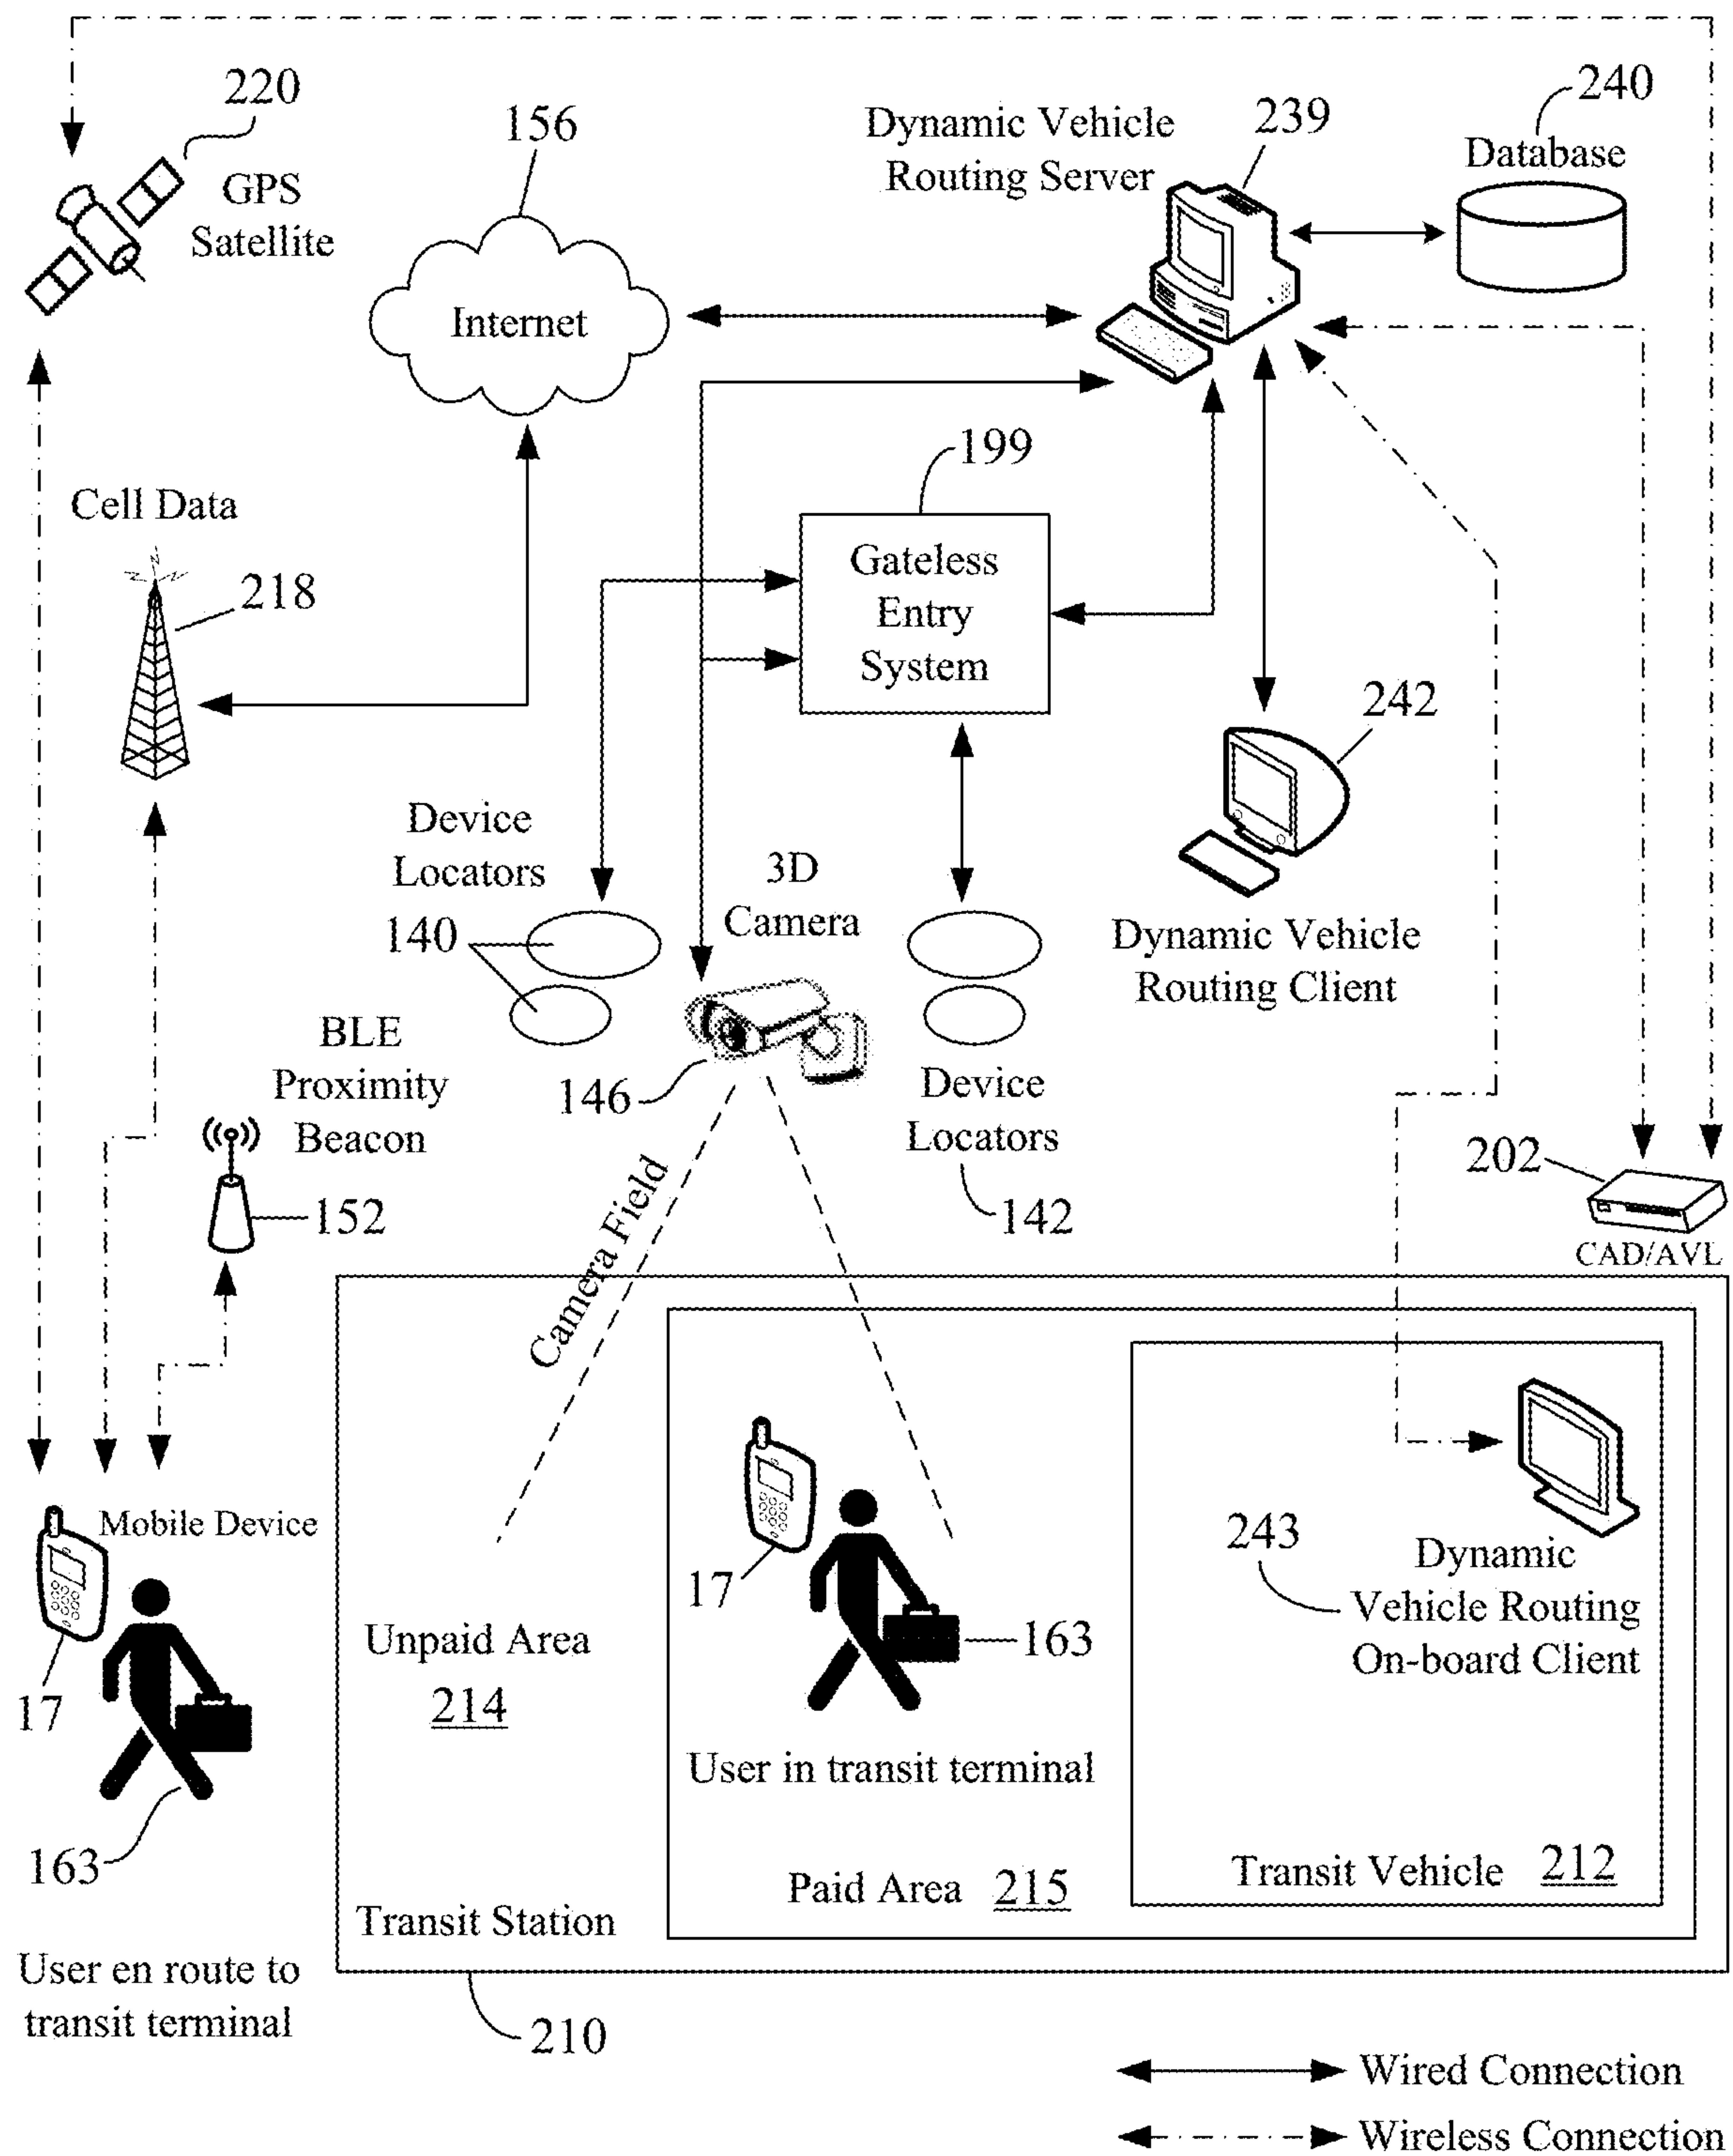 220
GPS
Satellite
156
Internet
Dynamic Vehicle
Routing Server
239
240
Database
Cell Data
218
199
Gateless
Entry
System
242
Dynamic Vehicle
Routing Client
Device
Locators
140
3D
Camera
146
Device
Locators
142
BLE
Proximity
Beacon
152
Camera Field
202
CAD/AVL
Mobile Device
17
163
User en route to
transit terminal
Unpaid Area
214
Transit Station
210
17
163
User in transit terminal
Paid Area 215
243
Dynamic
Vehicle Routing
On-board Client
Transit Vehicle 212
Wired Connection
Wireless Connection